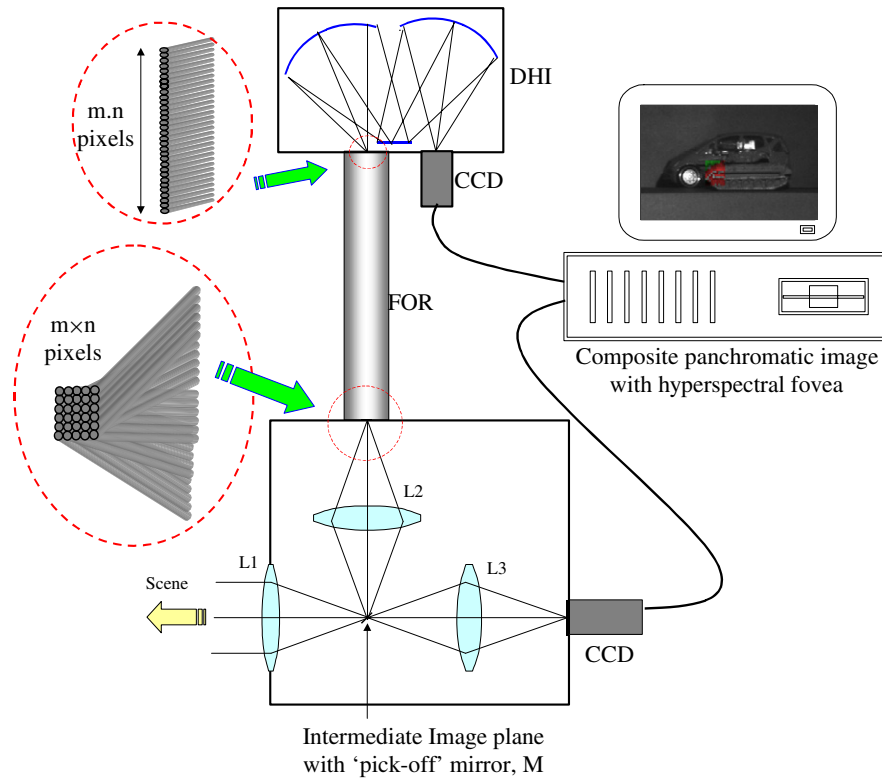 m.n
pixels
DHI
CCD
FOR
m×n
pixels
Composite panchromatic image
with hyperspectral fovea
L2
L1
L3
Scene
CCD
Intermediate Image plane
with ‘pick-off’ mirror, M